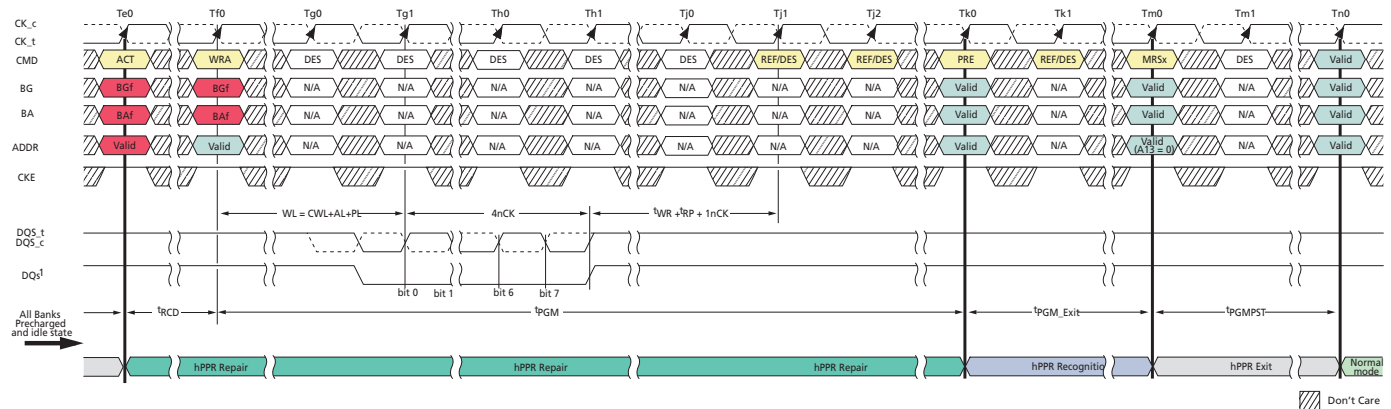 Te0 Tf0 Tg0 Tg1 Th0 Th1 Tj0 Tj1 Tj2 Tk0 Tk1 Tm0 Tm1 Tn0
CK_c
CK_t
CMD ACT WRA DES DES DES DES DES REF/DES REF/DES PRE REF/DES MRSx DES Valid
BG BGf BGf N/A N/A N/A N/A N/A N/A N/A Valid N/A Valid N/A Valid
BA BAf BAf N/A N/A N/A N/A N/A N/A N/A Valid N/A Valid N/A Valid
ADDR Valid Valid N/A N/A N/A N/A N/A N/A N/A Valid N/A Valid (A13 = 0) N/A Valid
CKE
WL = CWL+AL+PL 4nCK tWR +tRP + 1nCK
DQS_t
DQS_c
DQs1
bit 0 bit 1 bit 6 bit 7
All Banks
Precharged
and idle state
tRCD tPGM tPGM_Exit tPGMPST
hPPR Repair hPPR Repair hPPR Repair hPPR Recognitio hPPR Exit Normal
mode
Don't Care